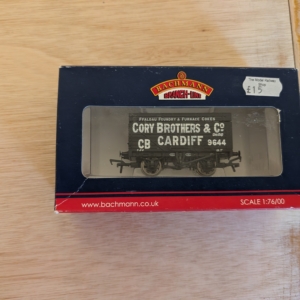 BACHMANN
BRANCH-LINE
£15
CORY BROTHERS & Co
CARDIFF 9644
CB
www.bachmann.co.uk
SCALE 1:76/00